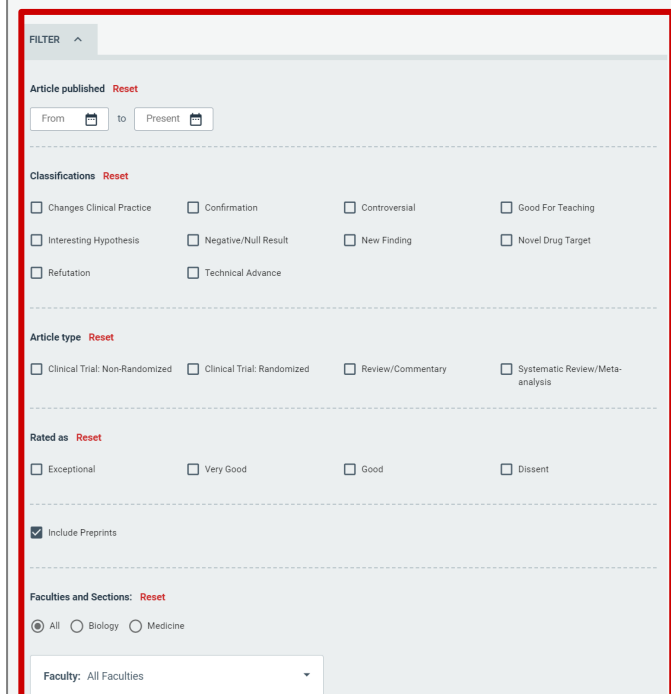 FILTER
Article published Reset
From to Present
Classifications Reset
Changes Clinical Practice Confirmation Controversial Good For Teaching
Interesting Hypothesis Negative/Null Result New Finding Novel Drug Target
Refutation Technical Advance
Article type Reset
Clinical Trial: Non-Randomized Clinical Trial: Randomized Review/Commentary Systematic Review/Meta-
analysis
Rated as Reset
Exceptional Very Good Good Dissent
Include Preprints
Faculties and Sections: Reset
All Biology Medicine
Faculty: All Faculties